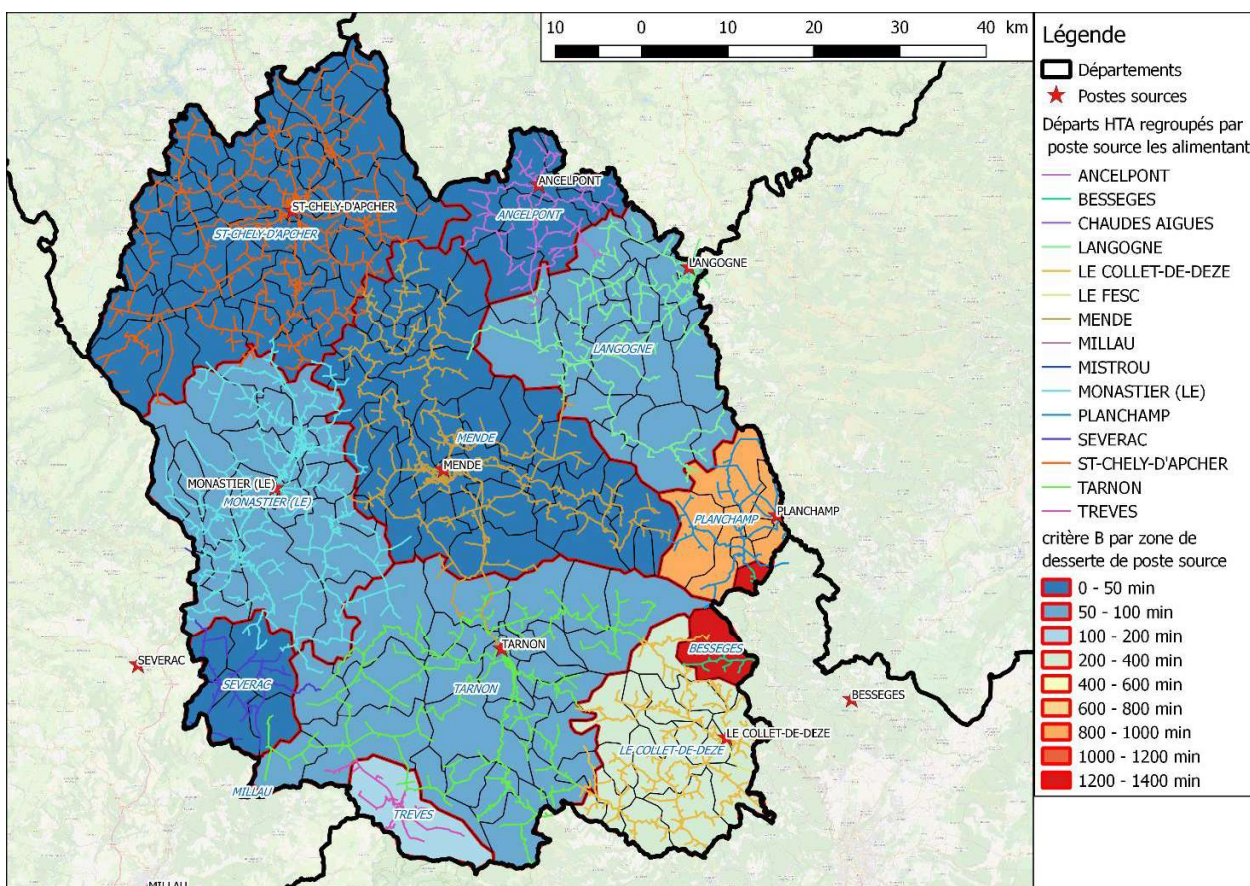 10 0 10 20 30 40 km
ST-CHELY-D'APCHER
ST-CHELY-D'APCHER
ANCELPONT
ANCELPONT
LANGOGNE
LANGOGNE
MENDE
MENDE
MONASTIER (LE)
MONASTIER (LE)
PLANCHAMP
PLANCHAMP
SEVERAC
SEVERAC
TARNON
TARNON
BESSEGES
BESSEGES
LE COLLET-DE-DEZE
LE COLLET-DE-DEZE
MILLAU
TREVES
MILLAU
Légende
Départements
Postes sources
Départs HTA regroupés par
poste source les alimentant
ANCELPONT
BESSEGES
CHAUDES AIGUES
LANGOGNE
LE COLLET-DE-DEZE
LE FESC
MENDE
MILLAU
MISTROU
MONASTIER (LE)
PLANCHAMP
SEVERAC
ST-CHELY-D'APCHER
TARNON
TREVES
critère B par zone de
desserte de poste source
0 - 50 min
50 - 100 min
100 - 200 min
200 - 400 min
400 - 600 min
600 - 800 min
800 - 1000 min
1000 - 1200 min
1200 - 1400 min